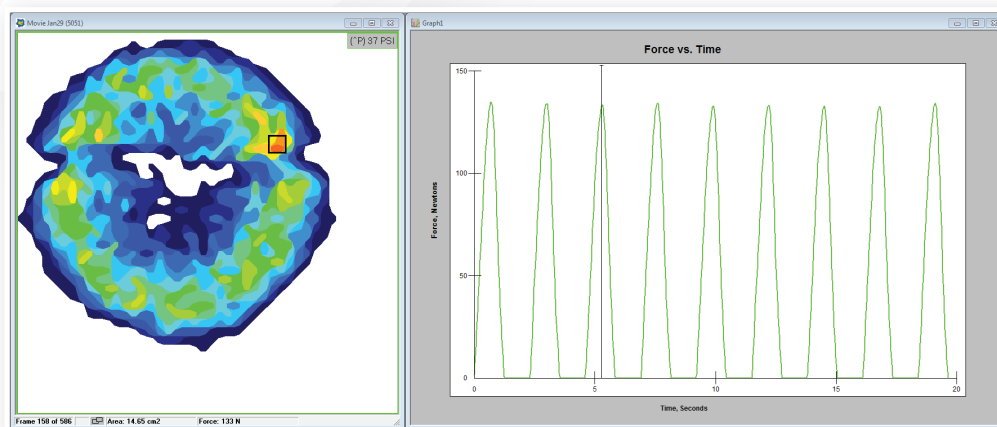 Movie Jan29 (5051)
(^P) 37 PSI
Frame 158 of 586 Area: 14.65 cm2 Force: 133 N
Graph1
Force vs. Time
150
100
50
0
Force, Newtons
0 5 10 15 20
Time, Seconds